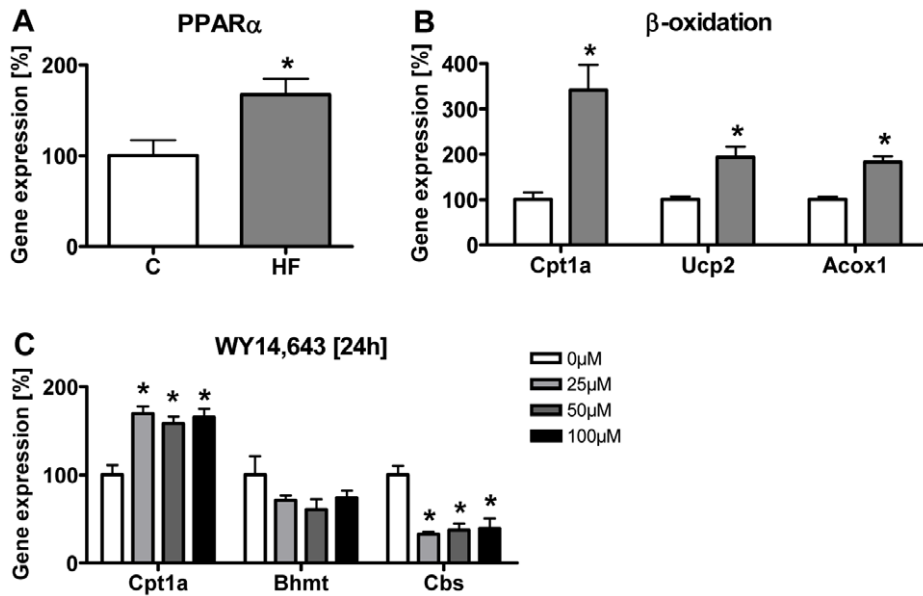 A
PPARα
Gene expression [%]
200
100
0
C
HF
*
B
β-oxidation
Gene expression [%]
400
300
200
100
0
*
*
*
Cpt1a
Ucp2
Acox1
C
WY14,643 [24h]
Gene expression [%]
200
100
0
* * *
* * *
Cpt1a
Bhmt
Cbs
0µM
25µM
50µM
100µM